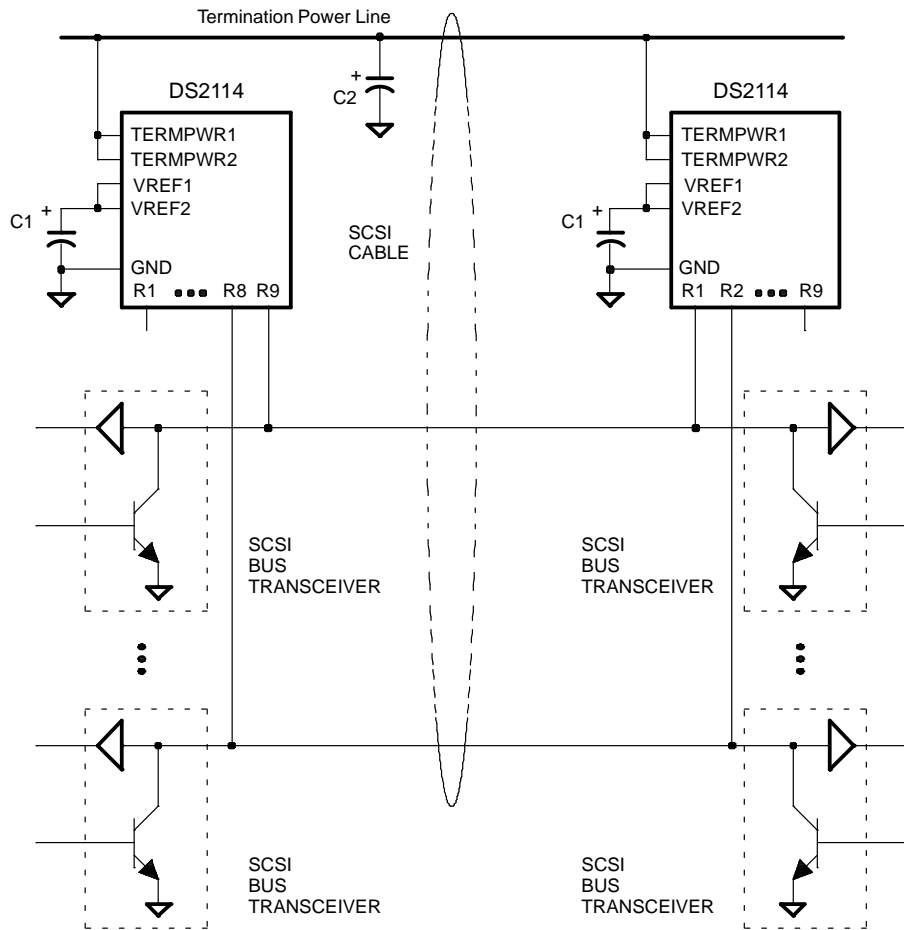 Termination Power Line
DS2114
DS2114
+
C2
TERMPWR1
TERMPWR2
VREF1
VREF2
GND
R1 R8 R9
C1
+
TERMPWR1
TERMPWR2
VREF1
VREF2
GND
R1 R2 R9
C1
+
SCSI
CABLE
SCSI
BUS
TRANSCEIVER
SCSI
BUS
TRANSCEIVER
SCSI
BUS
TRANSCEIVER
SCSI
BUS
TRANSCEIVER